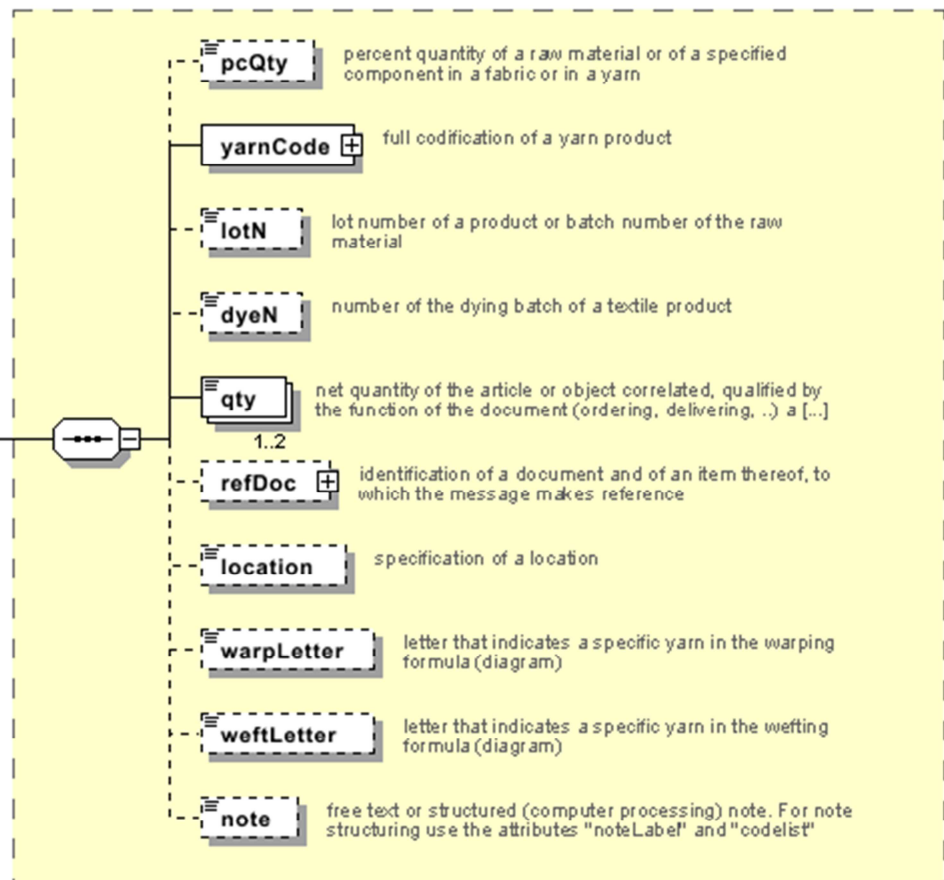 pcQty
percent quantity of a raw material or of a specified
component in a fabric or in a yarn
yarnCode
full codification of a yarn product
lotN
lot number of a product or batch number of the raw
material
dyeN
number of the dying batch of a textile product
qty
1..2
net quantity of the article or object correlated, qualified by
the function of the document (ordering, delivering, ..) a [...]
refDoc
identification of a document and of an item thereof, to
which the message makes reference
location
specification of a location
warpLetter
letter that indicates a specific yarn in the warping
formula (diagram)
weftLetter
letter that indicates a specific yarn in the wefting
formula (diagram)
note
free text or structured (computer processing) note. For note
structuring use the attributes "noteLabel" and "codelist"